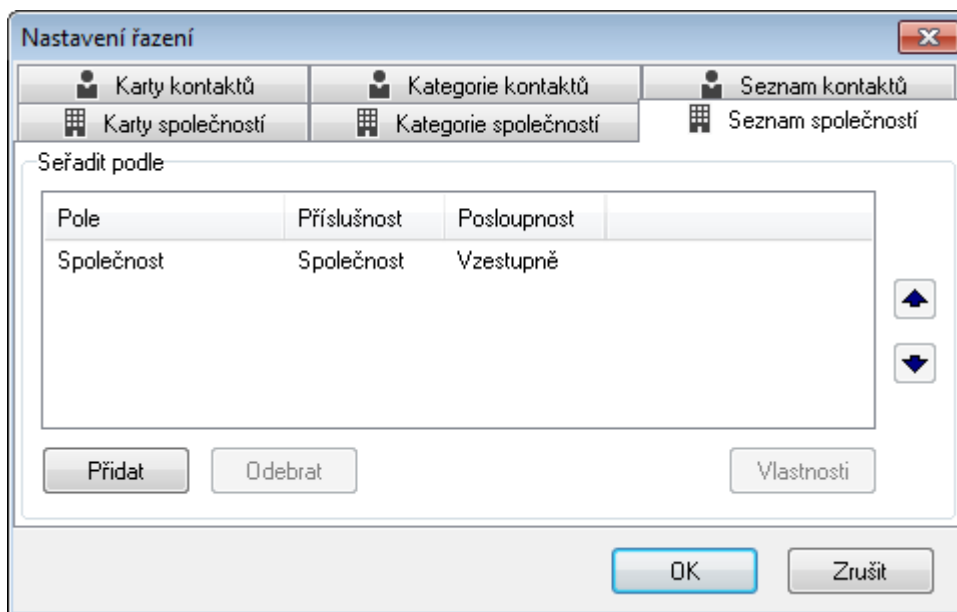 Nastavení řazení
Karty kontaktů Kategorie kontaktů Seznam kontaktů
Karty společností Kategorie společností Seznam společností
Seřadit podle
Pole Příslušnost Posloupnost
Společnost Společnost Vzestupně
Přidat Odebrat Vlastnosti
OK Zrušit